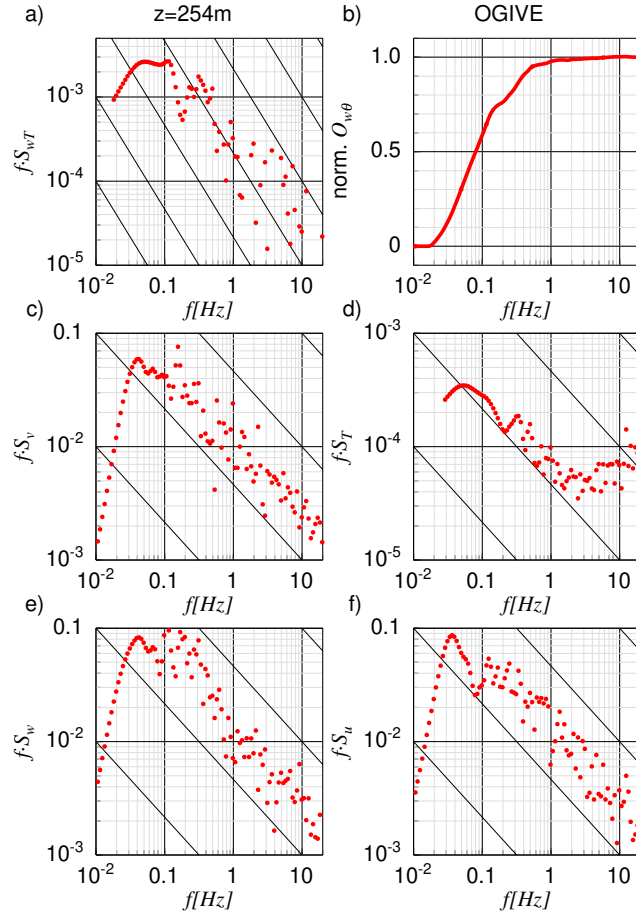 z=254m OGIVE
a) b)
10⁻³
10⁻⁴
10⁻⁵
f·S_wT
10⁻² 0.1 1 10
f[Hz]
1.0
0.5
0
norm. O_wθ
10⁻² 0.1 1 10
f[Hz]
c) d)
0.1
10⁻²
10⁻³
f·S_v
10⁻² 0.1 1 10
f[Hz]
10⁻³
10⁻⁴
10⁻⁵
f·S_T
10⁻² 0.1 1 10
f[Hz]
e) f)
0.1
10⁻²
10⁻³
f·S_w
10⁻² 0.1 1 10
f[Hz]
0.1
10⁻²
10⁻³
f·S_u
10⁻² 0.1 1 10
f[Hz]